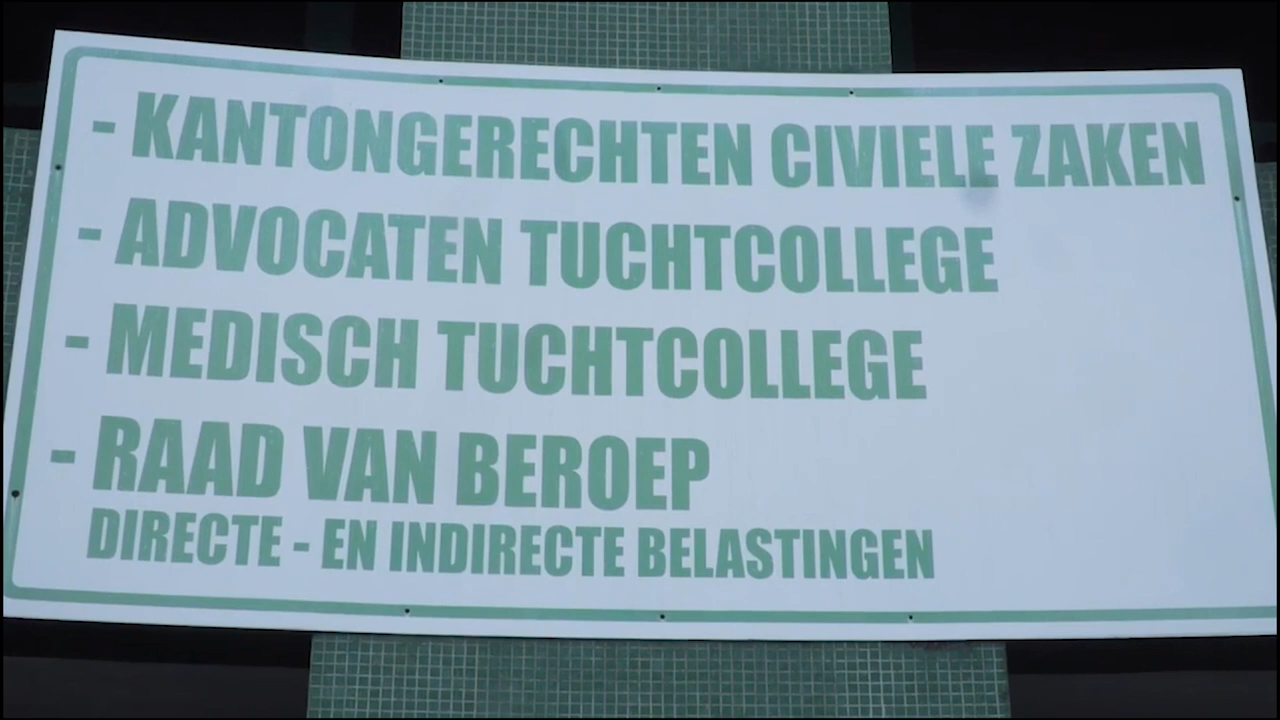 - KANTONGERECHTEN CIVIELE ZAKEN
- ADVOCATEN TUCHTCOLLEGE
- MEDISCH TUCHTCOLLEGE
- RAAD VAN BEROEP
DIRECTE - EN INDIRECTE BELASTINGEN